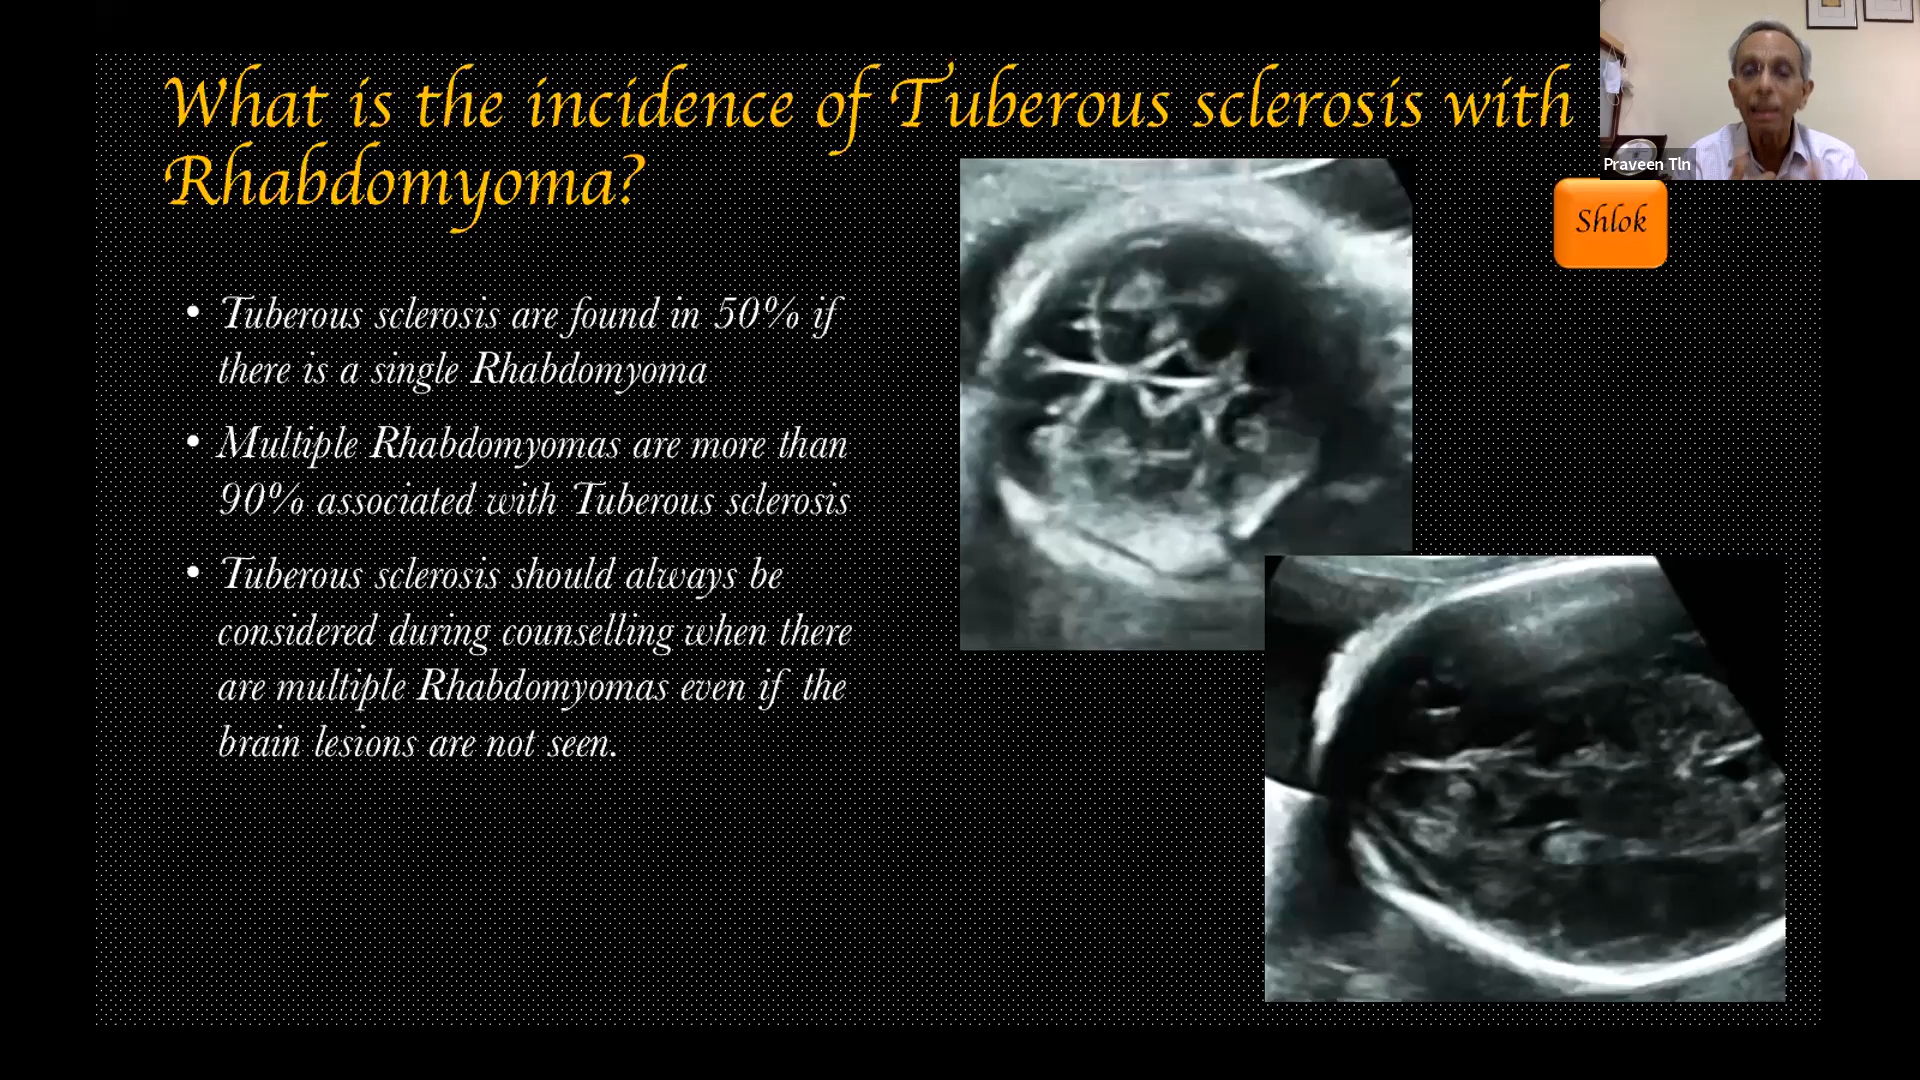 What is the incidence of Tuberous sclerosis with
Rhabdomyoma?
Praveen Tln
Shlok
• Tuberous sclerosis are found in 50% if
there is a single Rhabdomyoma
• Multiple Rhabdomyomas are more than
90% associated with Tuberous sclerosis
• Tuberous sclerosis should always be
considered during counselling when there
are multiple Rhabdomyomas even if the
brain lesions are not seen.